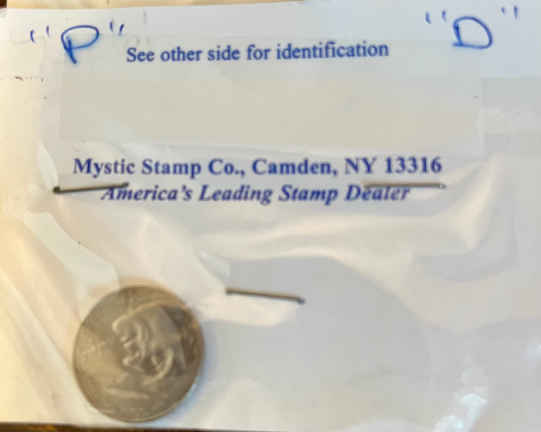 "P"
"D"
See other side for identification
Mystic Stamp Co., Camden, NY 13316
America's Leading Stamp Dealer